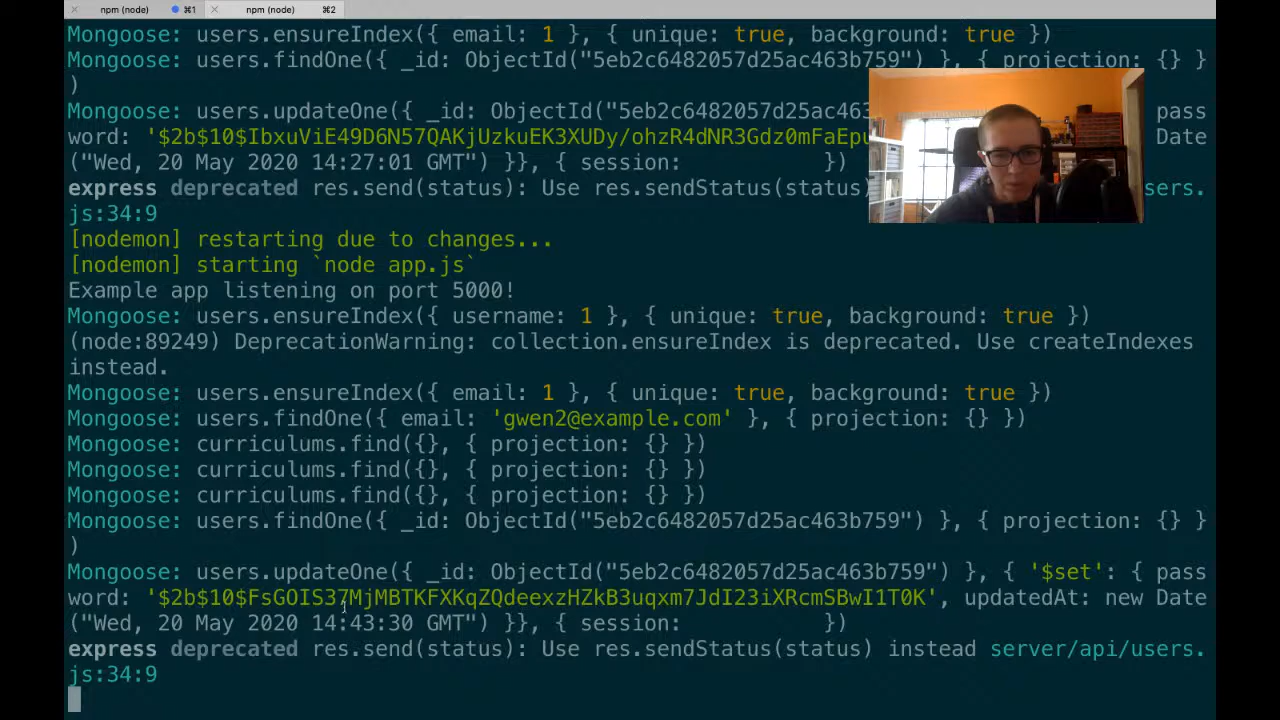 npm (node) ⌘1 npm (node) ⌘2
Mongoose: users.ensureIndex({ email: 1 }, { unique: true, background: true })
Mongoose: users.findOne({ _id: ObjectId("5eb2c6482057d25ac463b759") }, { projection: {} }
)
Mongoose: users.updateOne({ _id: ObjectId("5eb2c6482057d25ac463 pass
word: '$2b$10$IbxuViE49D6N57QAKjUzkuEK3XUDy/ohzR4dNR3Gdz0mFaEpu Date
("Wed, 20 May 2020 14:27:01 GMT") }}, { session: })
express deprecated res.send(status): Use res.sendStatus(status) sers.
js:34:9
[nodemon] restarting due to changes...
[nodemon] starting `node app.js`
Example app listening on port 5000!
Mongoose: users.ensureIndex({ username: 1 }, { unique: true, background: true })
(node:89249) DeprecationWarning: collection.ensureIndex is deprecated. Use createIndexes
instead.
Mongoose: users.ensureIndex({ email: 1 }, { unique: true, background: true })
Mongoose: users.findOne({ email: 'gwen2@example.com' }, { projection: {} })
Mongoose: curriculums.find({}, { projection: {} })
Mongoose: curriculums.find({}, { projection: {} })
Mongoose: curriculums.find({}, { projection: {} })
Mongoose: users.findOne({ _id: ObjectId("5eb2c6482057d25ac463b759") }, { projection: {} }
)
Mongoose: users.updateOne({ _id: ObjectId("5eb2c6482057d25ac463b759") }, { '$set': { pass
word: '$2b$10$FsGOIS37MjMBTKFXKqZQdeexzHZkB3uqxm7JdI23iXRcmSBwI1T0K', updatedAt: new Date
("Wed, 20 May 2020 14:43:30 GMT") }}, { session: })
express deprecated res.send(status): Use res.sendStatus(status) instead server/api/users.
js:34:9